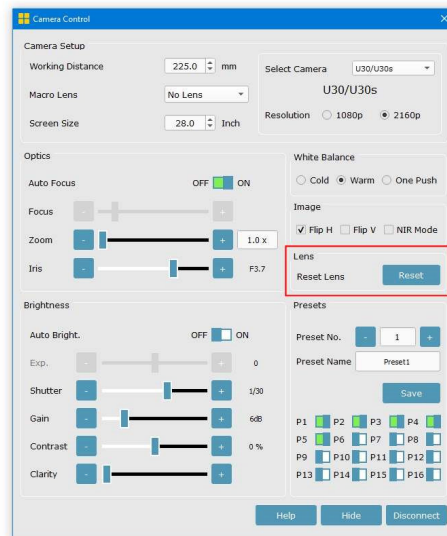 Camera Control
Camera Setup
Working Distance 225.0 mm
Macro Lens No Lens
Screen Size 28.0 Inch
Select Camera U30/U30s
U30/U30s
Resolution 1080p 2160p
Optics
Auto Focus OFF ON
Focus - +
Zoom - + 1.0 x
Iris - + F3.7
White Balance
Cold Warm One Push
Image
Flip H Flip V NIR Mode
Lens
Reset Lens Reset
Brightness
Auto Bright. OFF ON
Exp. - + 0
Shutter - + 1/30
Gain - + 6dB
Contrast - + 0 %
Clarity - +
Presets
Preset No. - 1 +
Preset Name Preset1
Save
P1 P2 P3 P4
P5 P6 P7 P8
P9 P10 P11 P12
P13 P14 P15 P16
Help Hide Disconnect